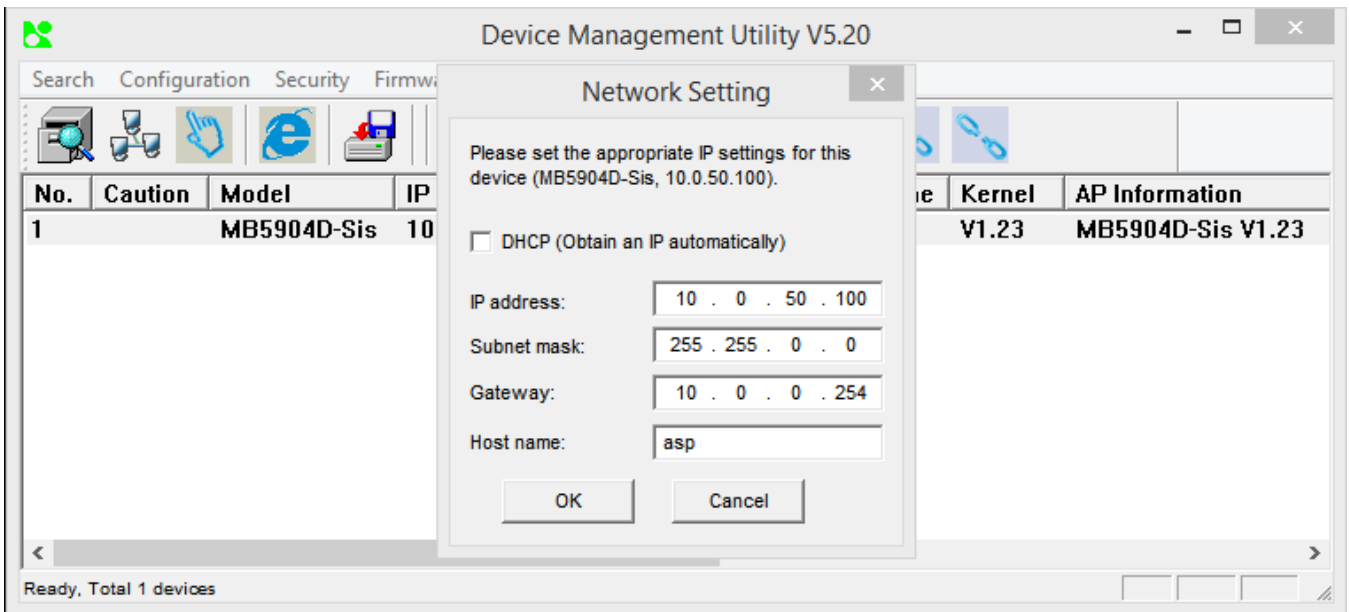 Device Management Utility V5.20
Search Configuration Security
Network Setting
Please set the appropriate IP settings for this
device (MB5904D-Sis, 10.0.50.100).
No. Caution Model IP Kernel AP Information
1 MB5904D-Sis 10 V1.23 MB5904D-Sis V1.23
DHCP (Obtain an IP automatically)
IP address: 10 . 0 . 50 . 100
Subnet mask: 255 . 255 . 0 . 0
Gateway: 10 . 0 . 0 . 254
Host name: asp
OK Cancel
Ready, Total 1 devices